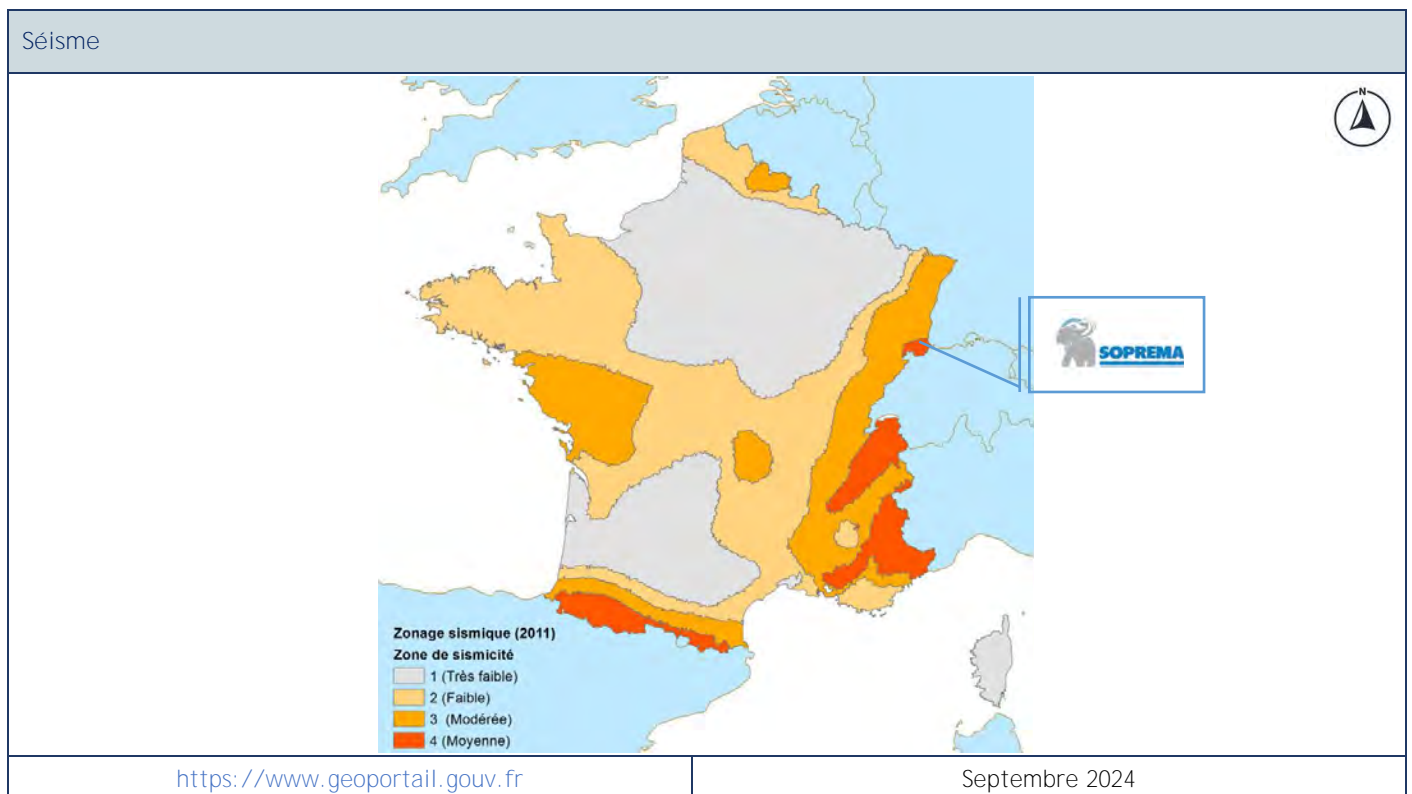 Séisme
N
SOPREMA
Zonage sismique (2011)
Zone de sismicité
1 (Très faible)
2 (Faible)
3 (Modérée)
4 (Moyenne)
https://www.geoportail.gouv.fr
Septembre 2024